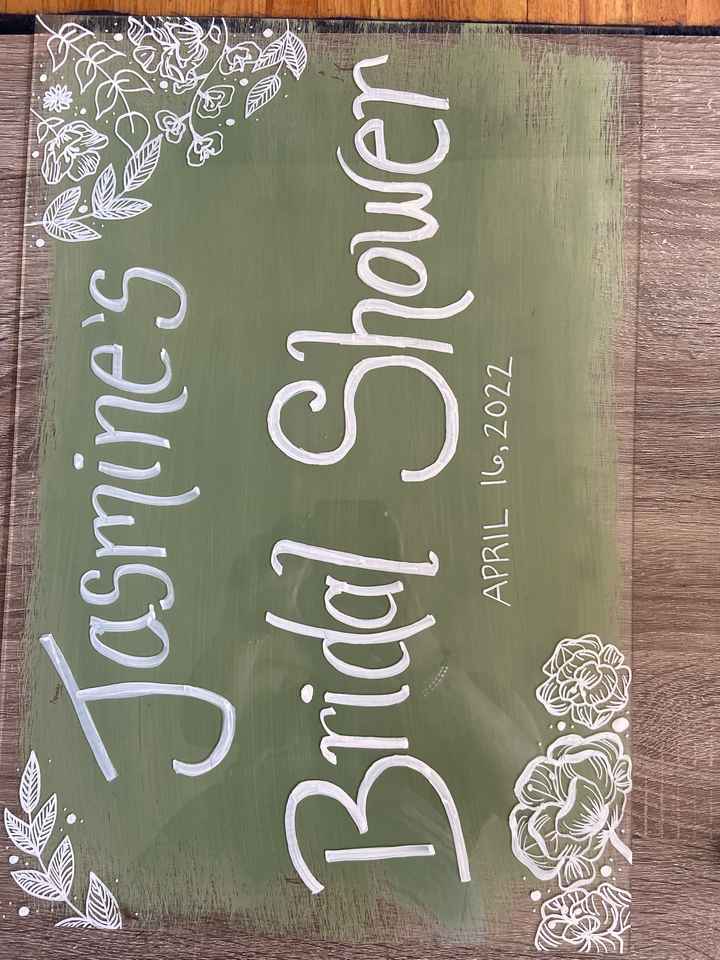 Jasmine's
Bridal Shower
APRIL 16, 2022